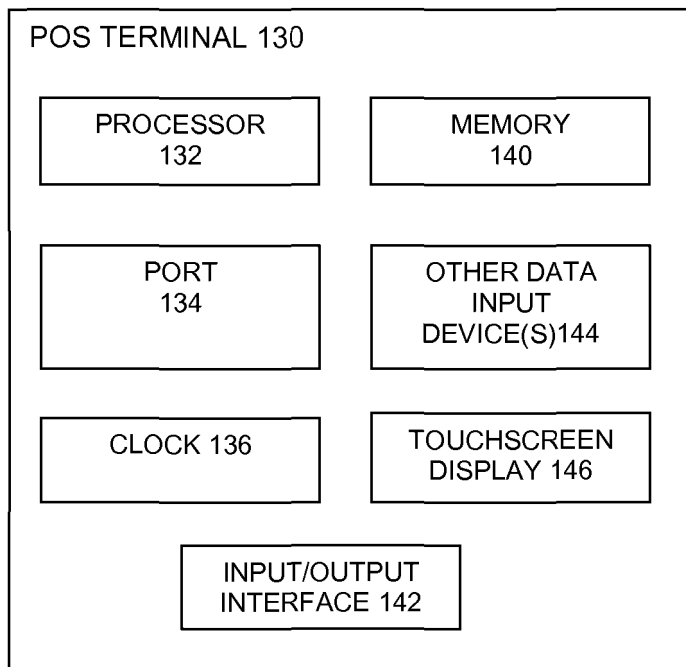 POS TERMINAL 130
PROCESSOR
132
MEMORY
140
PORT
134
OTHER DATA
INPUT
DEVICE(S)144
CLOCK 136
TOUCHSCREEN
DISPLAY 146
INPUT/OUTPUT
INTERFACE 142